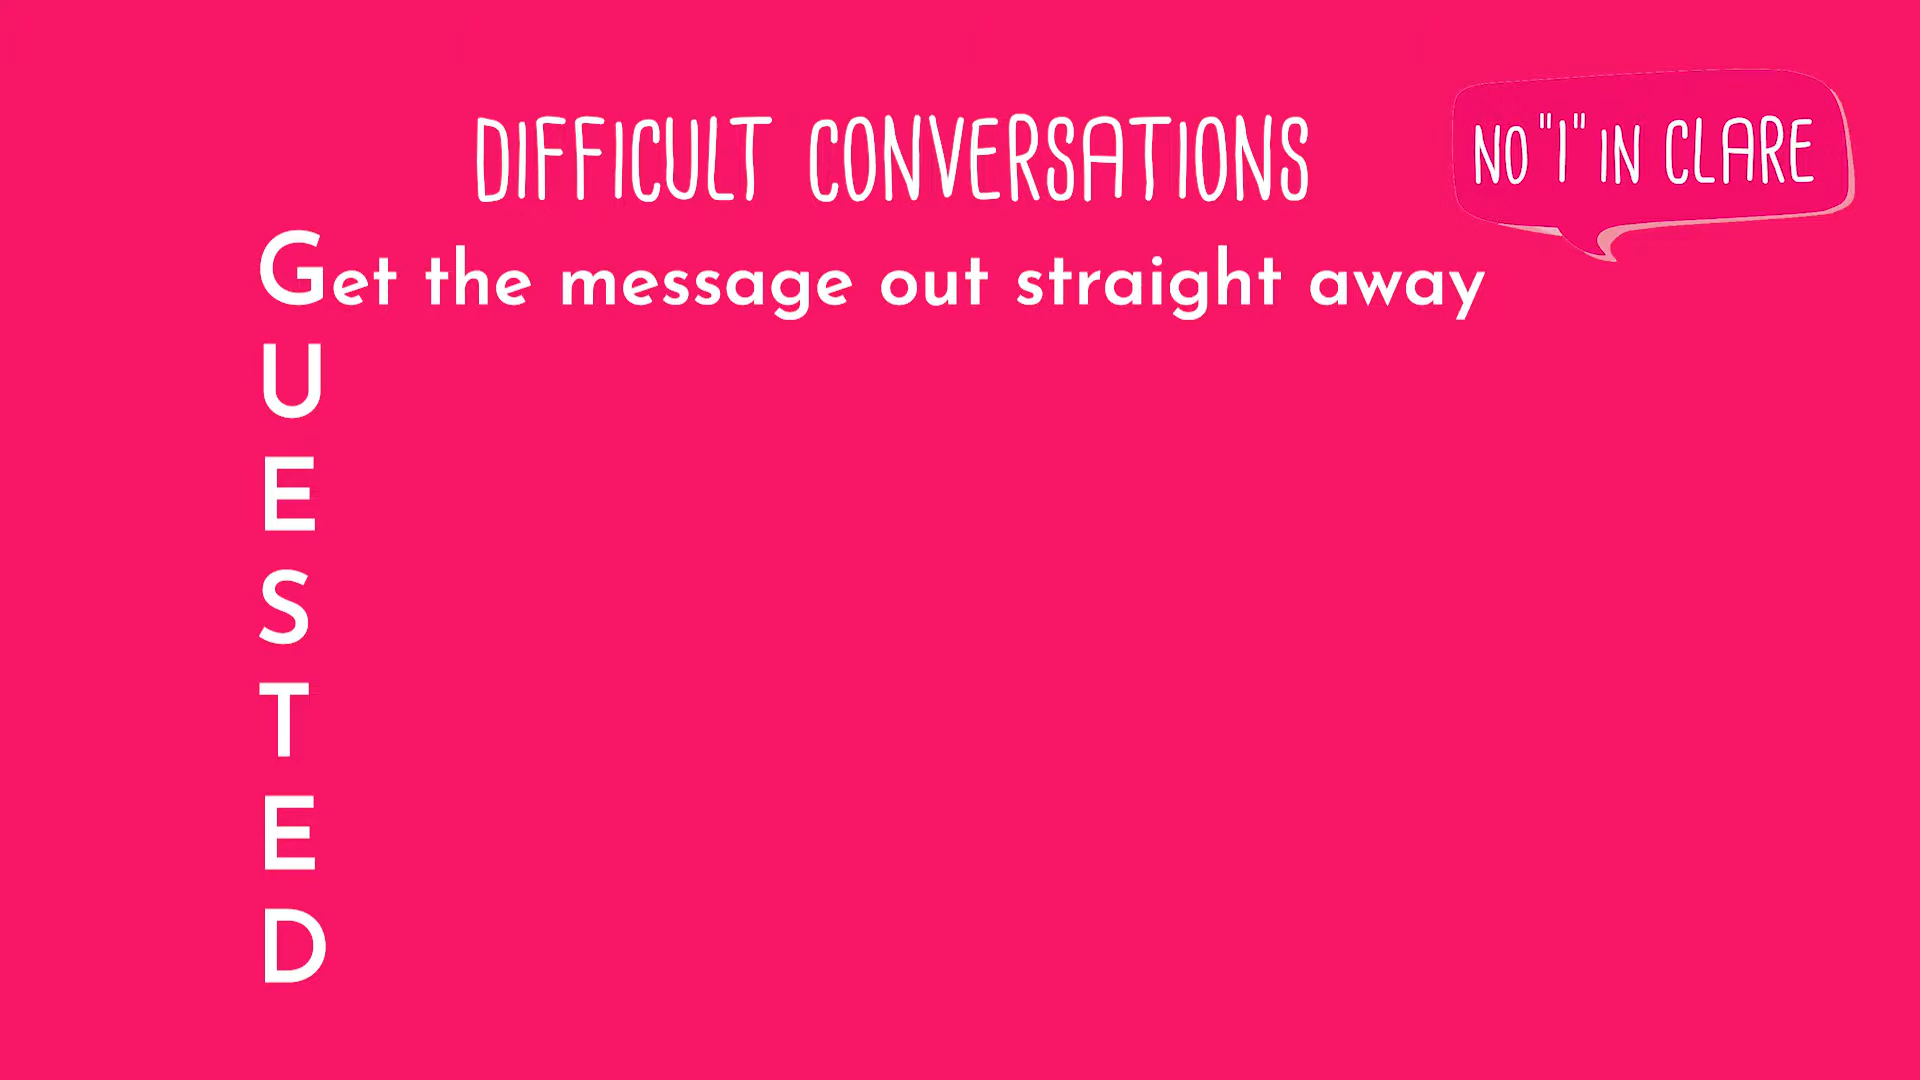 DIFFICULT CONVERSATIONS
NO "I" IN CLARE
Get the message out straight away
U
E
S
T
E
D